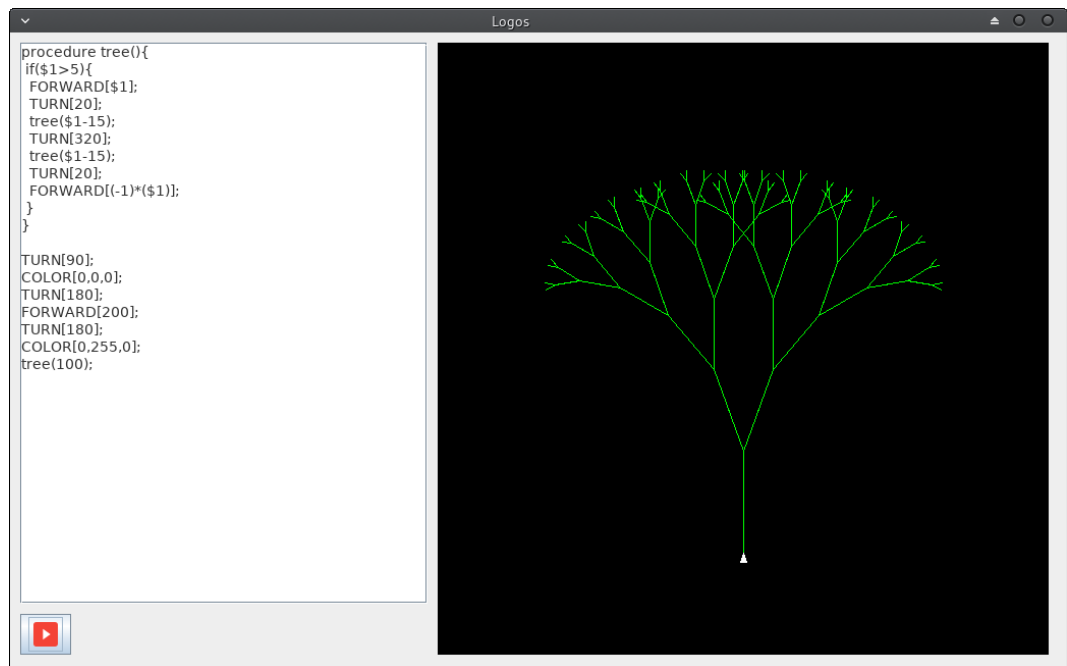 Logos
procedure tree(){
 if($1>5){
  FORWARD[$1];
  TURN[20];
  tree($1-15);
  TURN[320];
  tree($1-15);
  TURN[20];
  FORWARD[(-1)*($1)];
 }
}

TURN[90];
COLOR[0,0,0];
TURN[180];
FORWARD[200];
TURN[180];
COLOR[0,255,0];
tree(100);